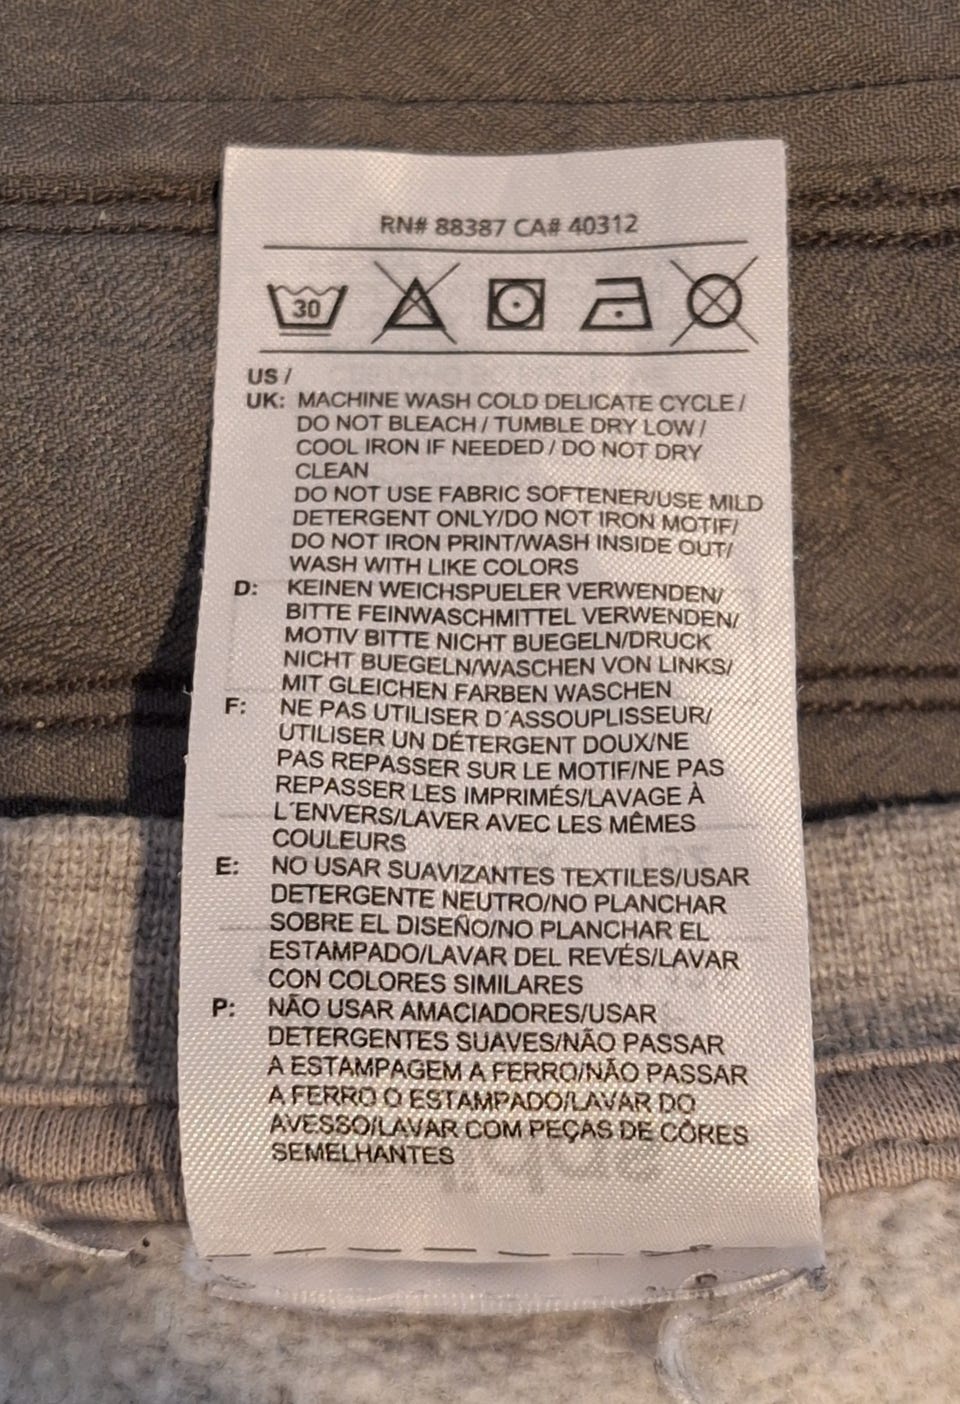 RN# 88387 CA# 40312
30
US /
UK: MACHINE WASH COLD DELICATE CYCLE /
DO NOT BLEACH / TUMBLE DRY LOW /
COOL IRON IF NEEDED / DO NOT DRY
CLEAN
DO NOT USE FABRIC SOFTENER/USE MILD
DETERGENT ONLY/DO NOT IRON MOTIF/
DO NOT IRON PRINT/WASH INSIDE OUT/
WASH WITH LIKE COLORS
D: KEINEN WEICHSPUELER VERWENDEN/
BITTE FEINWASCHMITTEL VERWENDEN/
MOTIV BITTE NICHT BUEGELN/DRUCK
NICHT BUEGELN/WASCHEN VON LINKS/
MIT GLEICHEN FARBEN WASCHEN
F: NE PAS UTILISER D´ASSOUPLISSEUR/
UTILISER UN DÉTERGENT DOUX/NE
PAS REPASSER SUR LE MOTIF/NE PAS
REPASSER LES IMPRIMÉS/LAVAGE À
L´ENVERS/LAVER AVEC LES MÊMES
COULEURS
E: NO USAR SUAVIZANTES TEXTILES/USAR
DETERGENTE NEUTRO/NO PLANCHAR
SOBRE EL DISEÑO/NO PLANCHAR EL
ESTAMPADO/LAVAR DEL REVÉS/LAVAR
CON COLORES SIMILARES
P: NÃO USAR AMACIADORES/USAR
DETERGENTES SUAVES/NÃO PASSAR
A ESTAMPAGEM A FERRO/NÃO PASSAR
A FERRO O ESTAMPADO/LAVAR DO
AVESSO/LAVAR COM PEÇAS DE CÔRES
SEMELHANTES